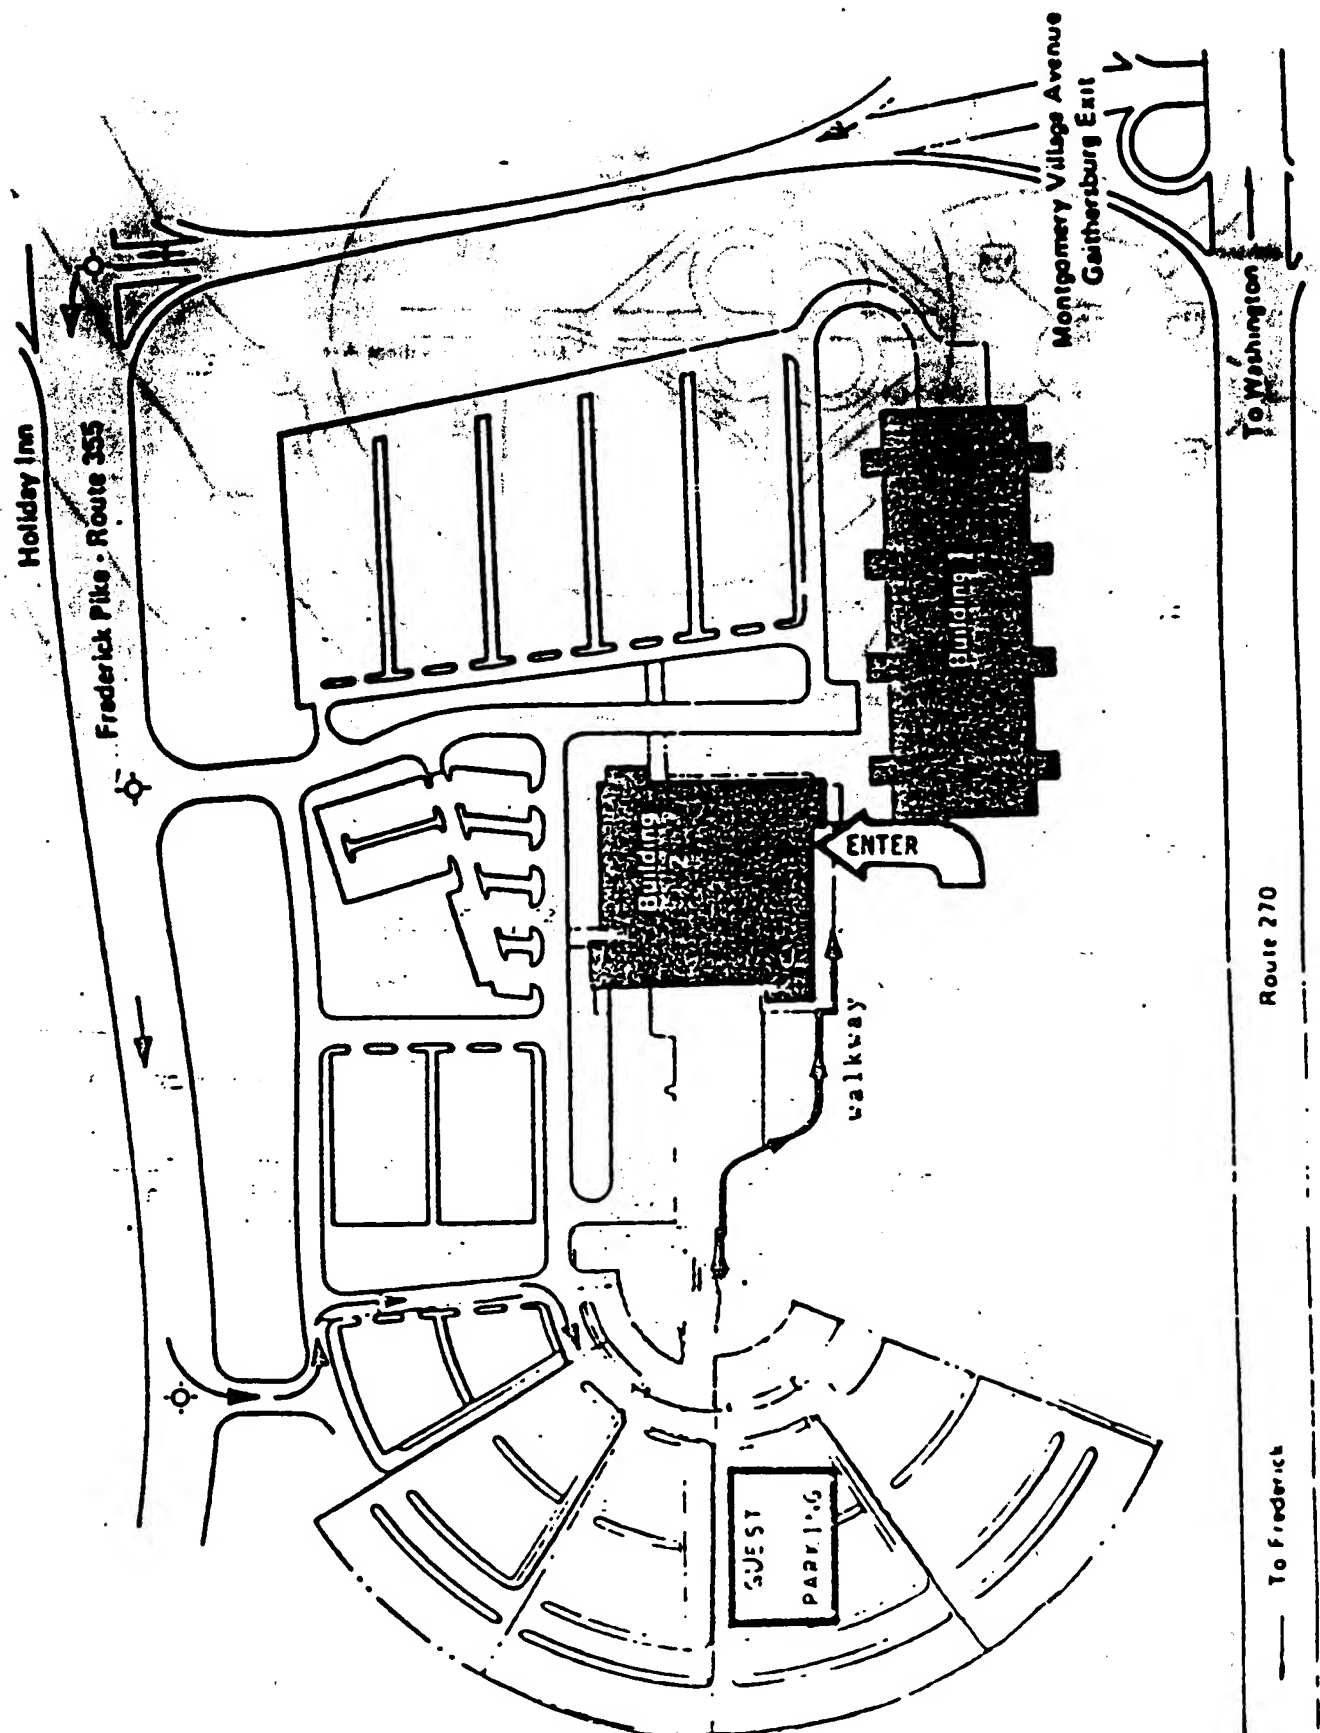 Holiday Inn
Frederick Pike - Route 355
Montgomery Village Avenue
Gaithersburg Exit
To Washington
Building 1
Building
2
ENTER
walkway
Route 270
GUEST
PARKING
To Frederick